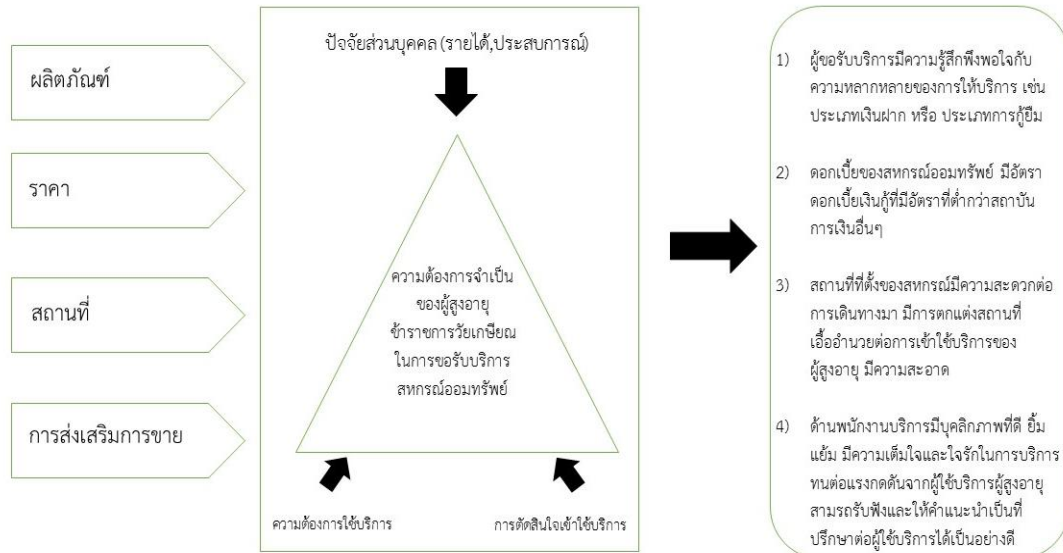 ผลิตภัณฑ์
ราคา
สถานที่
การส่งเสริมการขาย
ปัจจัยส่วนบุคคล (รายได้,ประสบการณ์)
ความต้องการจำเป็น
ของผู้สูงอายุ
ข้าราชการวัยเกษียณ
ในการขอรับบริการ
สหกรณ์ออมทรัพย์
ความต้องการใช้บริการ
การตัดสินใจเข้าใช้บริการ
1) ผู้ขอรับบริการมีความรู้สึกพึงพอใจกับ
ความหลากหลายของการให้บริการ เช่น
ประเภทเงินฝาก หรือ ประเภทการกู้ยืม
2) ดอกเบี้ยของสหกรณ์ออมทรัพย์ มีอัตรา
ดอกเบี้ยเงินกู้ที่มีอัตราที่ต่ำกว่าสถาบัน
การเงินอื่นๆ
3) สถานที่ที่ตั้งของสหกรณ์มีความสะดวกต่อ
การเดินทางมา มีการตกแต่งสถานที่
เอื้ออำนวยต่อการเข้าใช้บริการของ
ผู้สูงอายุ มีความสะอาด
4) ด้านพนักงานบริการมีบุคลิกภาพที่ดี ยิ้ม
แย้ม มีความเต็มใจและใจรักในการบริการ
ทนต่อแรงกดดันจากผู้ใช้บริการผู้สูงอายุ
สามรถรับฟังและให้คำแนะนำเป็นที่
ปรึกษาต่อผู้ใช้บริการได้เป็นอย่างดี